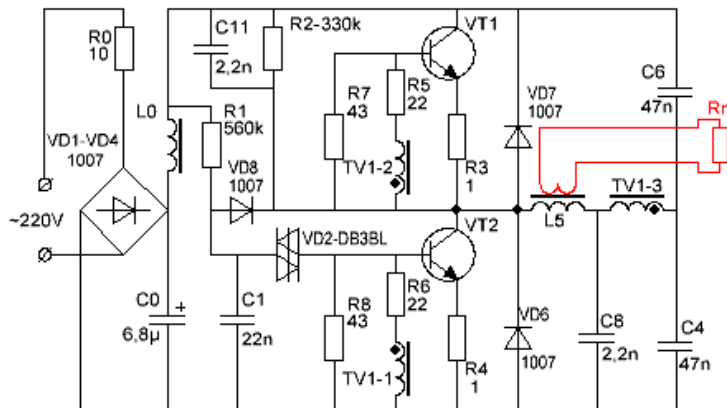 C11
2,2n
R2-330k
VT1
R0
10
L0
R1
560k
R7
43
R5
22
VD7
1007
C6
47n
Rn
VD1-VD4
1007
VD8
1007
TV1-2
R3
1
~220V
L5
TV1-3
VD2-DB3BL
VT2
C0
+
6,8µ
C1
22n
R8
43
R6
22
VD6
1007
C8
2,2n
C4
47n
TV1-1
R4
1